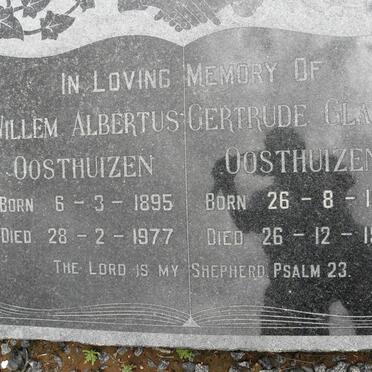 IN LOVING MEMORY OF
WILLEM ALBERTUS GERTRUDE
OOSTHUIZEN OOSTHUIZEN
BORN 6-3-1895 BORN 26-8-
DIED 28-2-1977 DIED 26-12-
THE LORD IS MY SHEPHERD PSALM 23.